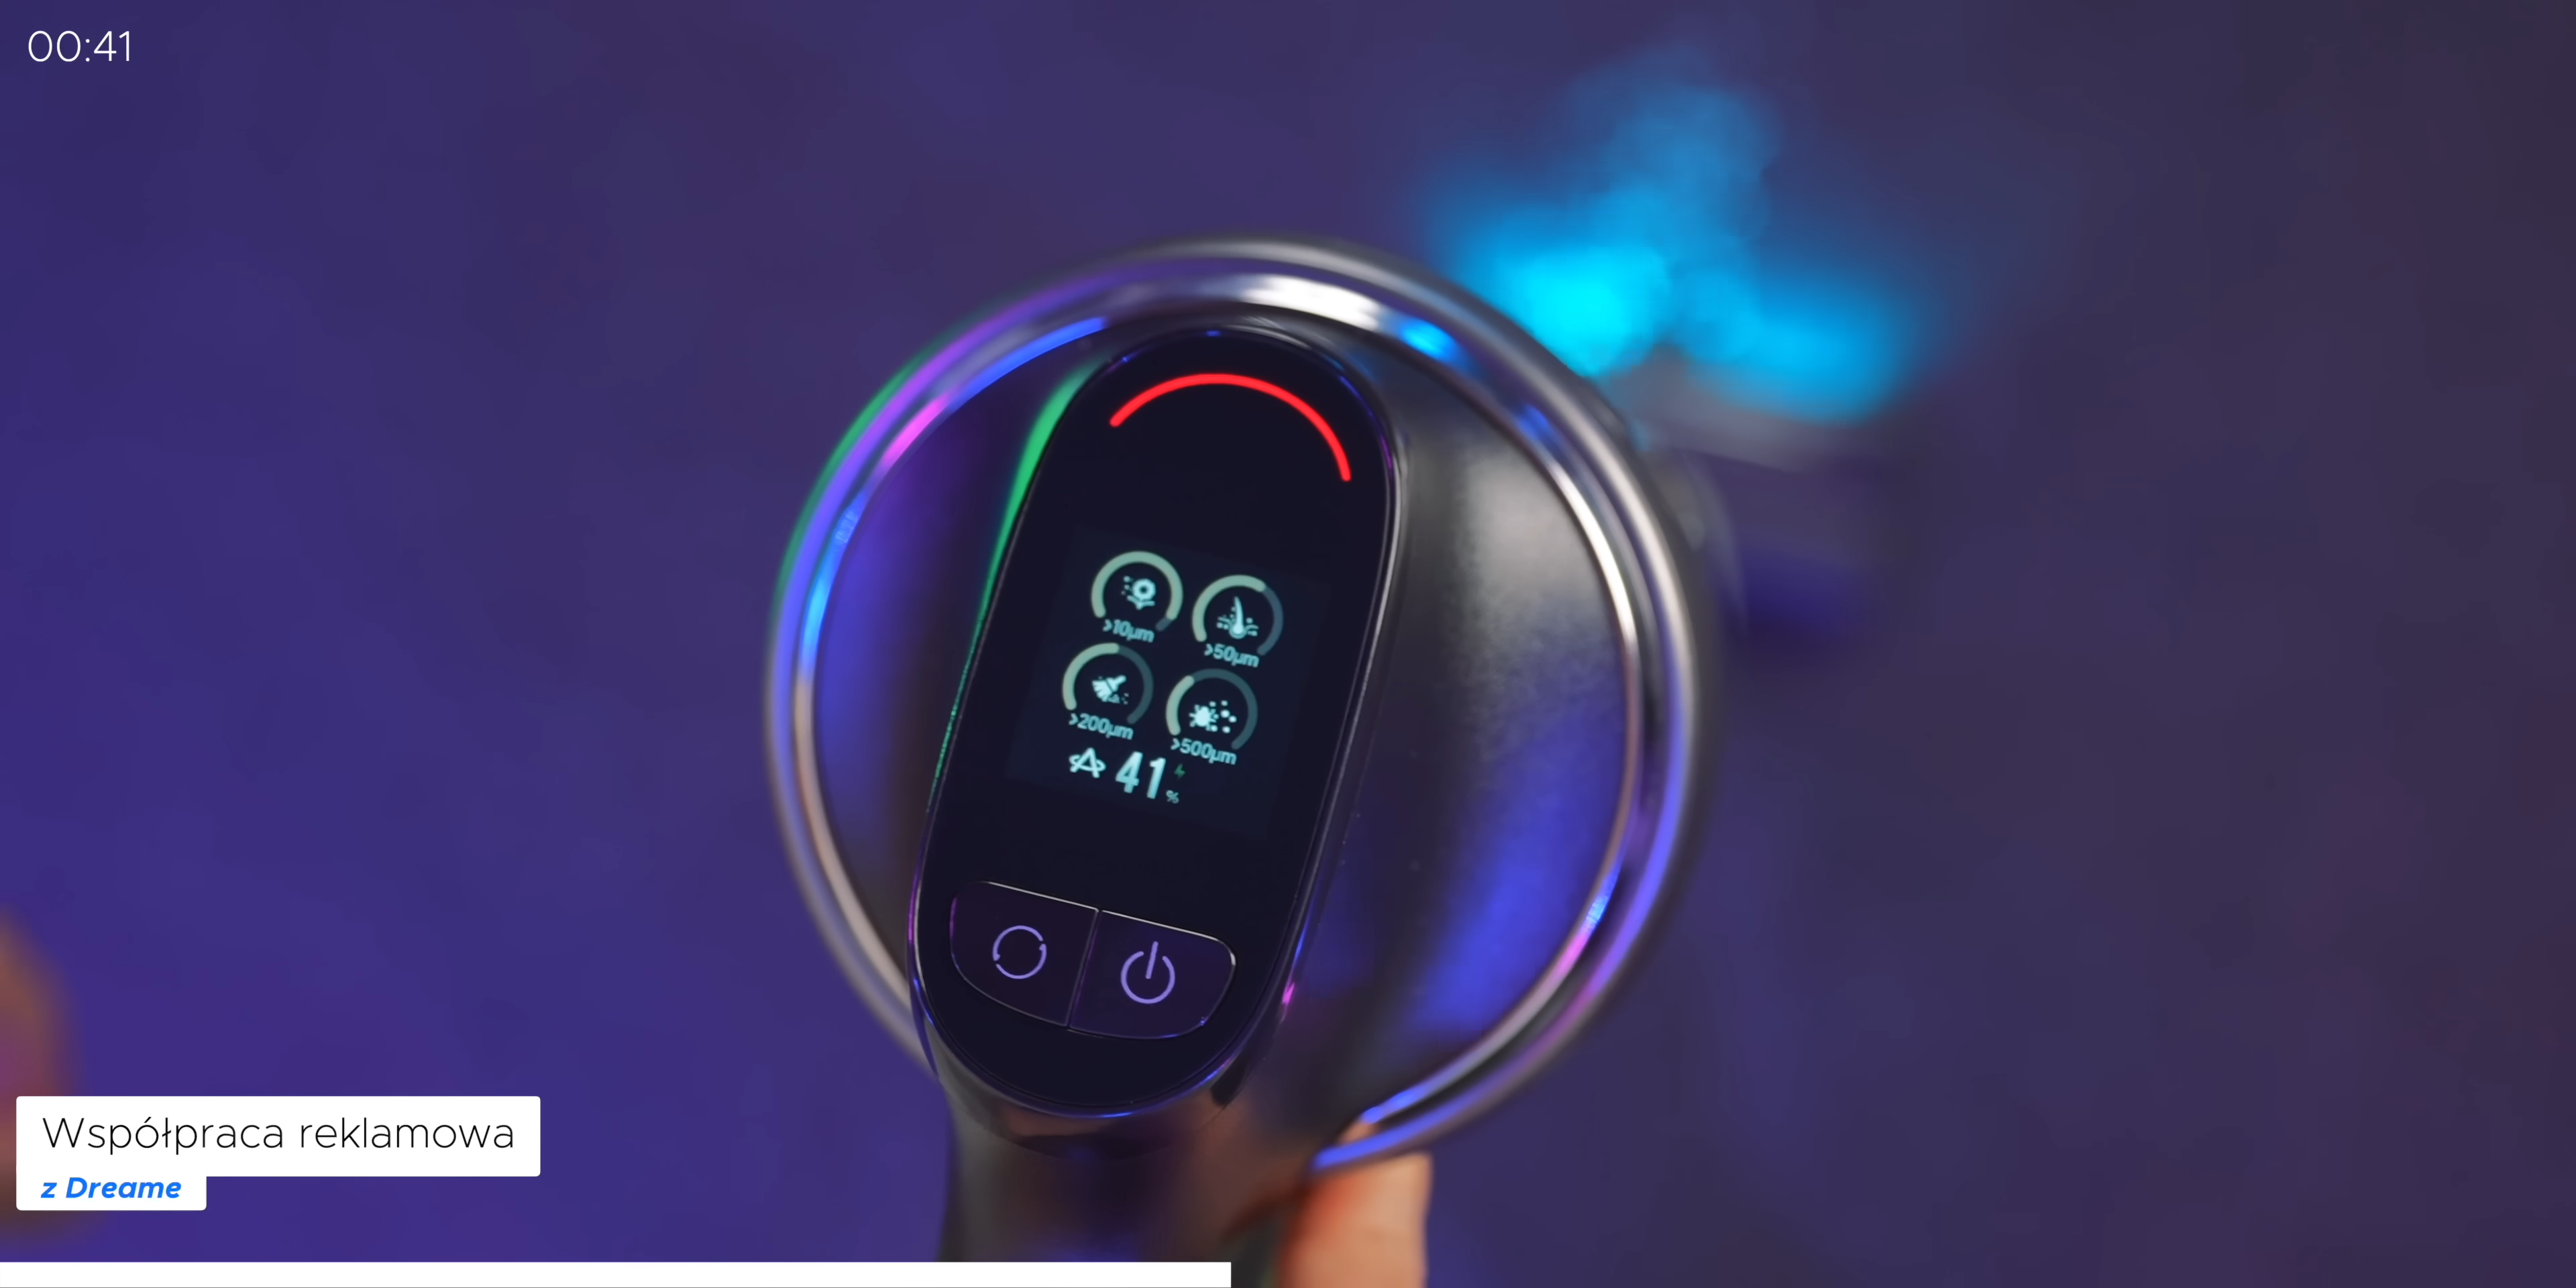 00:41
>10µm
>50µm
>200µm
>500µm
A 41 %
Współpraca reklamowa
z Dreame